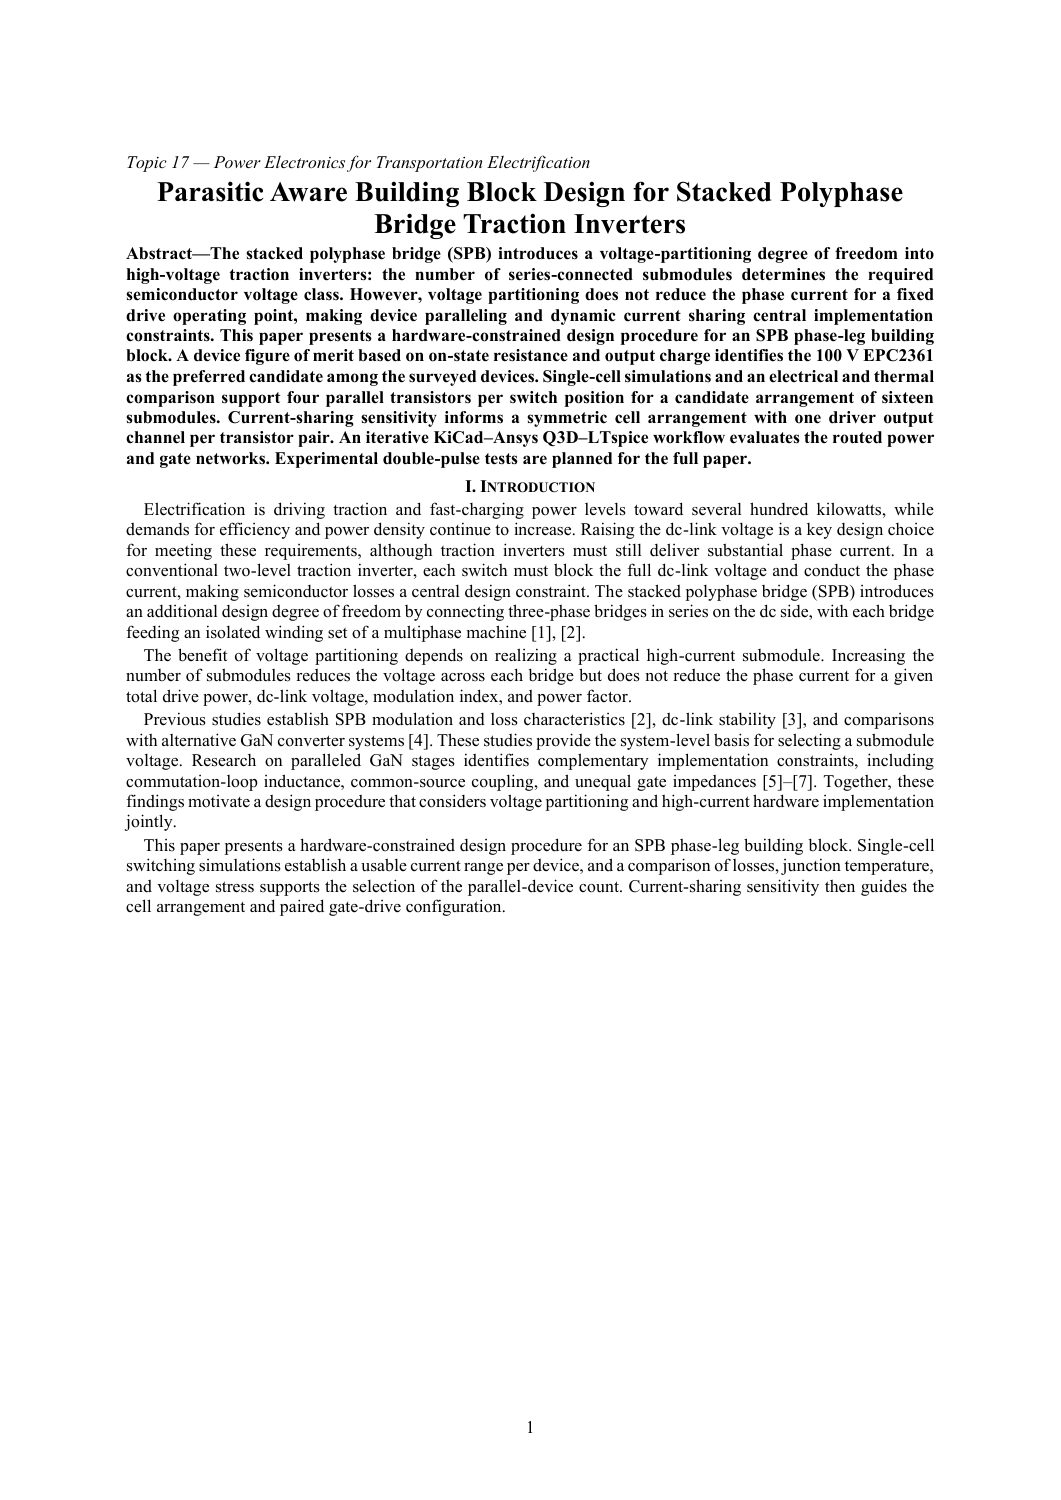 Topic 17 — Power Electronics for Transportation Electrification
Parasitic Aware Building Block Design for Stacked Polyphase
Bridge Traction Inverters
Abstract—The stacked polyphase bridge (SPB) introduces a voltage-partitioning degree of freedom into
high-voltage traction inverters: the number of series-connected submodules determines the required
semiconductor voltage class. However, voltage partitioning does not reduce the phase current for a fixed
drive operating point, making device paralleling and dynamic current sharing central implementation
constraints. This paper presents a hardware-constrained design procedure for an SPB phase-leg building
block. A device figure of merit based on on-state resistance and output charge identifies the 100 V EPC2361
as the preferred candidate among the surveyed devices. Single-cell simulations and an electrical and thermal
comparison support four parallel transistors per switch position for a candidate arrangement of sixteen
submodules. Current-sharing sensitivity informs a symmetric cell arrangement with one driver output
channel per transistor pair. An iterative KiCad–Ansys Q3D–LTspice workflow evaluates the routed power
and gate networks. Experimental double-pulse tests are planned for the full paper.
I. INTRODUCTION
Electrification is driving traction and fast-charging power levels toward several hundred kilowatts, while
demands for efficiency and power density continue to increase. Raising the dc-link voltage is a key design choice
for meeting these requirements, although traction inverters must still deliver substantial phase current. In a
conventional two-level traction inverter, each switch must block the full dc-link voltage and conduct the phase
current, making semiconductor losses a central design constraint. The stacked polyphase bridge (SPB) introduces
an additional design degree of freedom by connecting three-phase bridges in series on the dc side, with each bridge
feeding an isolated winding set of a multiphase machine [1], [2].
The benefit of voltage partitioning depends on realizing a practical high-current submodule. Increasing the
number of submodules reduces the voltage across each bridge but does not reduce the phase current for a given
total drive power, dc-link voltage, modulation index, and power factor.
Previous studies establish SPB modulation and loss characteristics [2], dc-link stability [3], and comparisons
with alternative GaN converter systems [4]. These studies provide the system-level basis for selecting a submodule
voltage. Research on paralleled GaN stages identifies complementary implementation constraints, including
commutation-loop inductance, common-source coupling, and unequal gate impedances [5]–[7]. Together, these
findings motivate a design procedure that considers voltage partitioning and high-current hardware implementation
jointly.
This paper presents a hardware-constrained design procedure for an SPB phase-leg building block. Single-cell
switching simulations establish a usable current range per device, and a comparison of losses, junction temperature,
and voltage stress supports the selection of the parallel-device count. Current-sharing sensitivity then guides the
cell arrangement and paired gate-drive configuration.
1